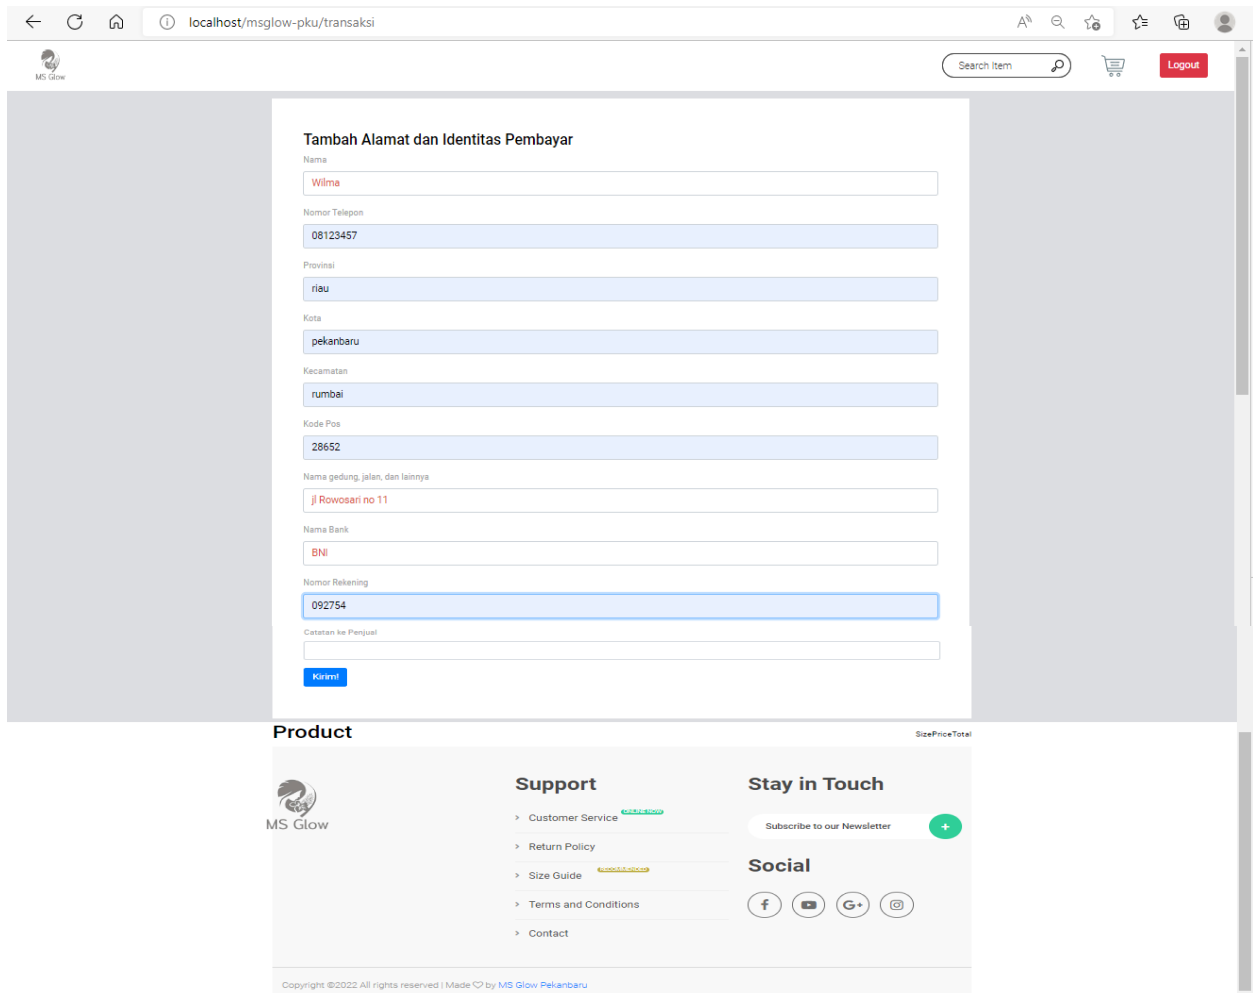 localhost/msglow-pku/transaksi
MS Glow
Search Item
Logout
Tambah Alamat dan Identitas Pembayar
Nama
Wilma
Nomor Telepon
08123457
Provinsi
riau
Kota
pekanbaru
Kecamatan
rumbai
Kode Pos
28652
Nama gedung, jalan, dan lainnya
jl Rowosari no 11
Nama Bank
BNI
Nomor Rekening
092754
Catatan ke Penjual
Kirim!
Product
SizePriceTotal
MS Glow
Support
Stay in Touch
> Customer Service ONLINE NOW
Subscribe to our Newsletter +
> Return Policy
> Size Guide
Social
> Terms and Conditions
f G+
> Contact
Copyright ©2022 All rights reserved | Made ♡ by MS Glow Pekanbaru